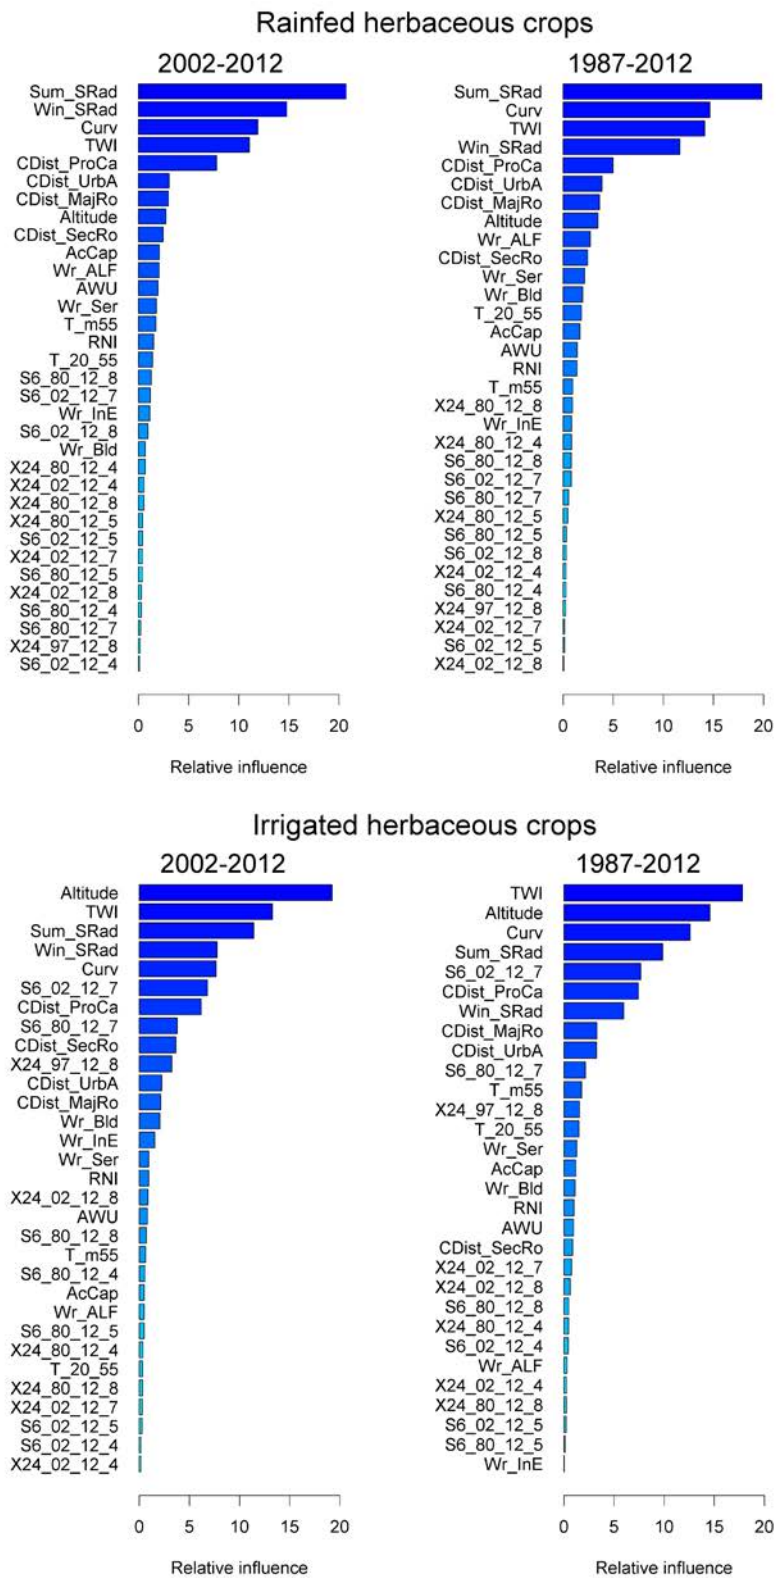 Rainfed herbaceous crops
2002-2012
Sum_SRad
Win_SRad
Curv
TWI
CDist_ProCa
CDist_UrbA
CDist_MajRo
Altitude
CDist_SecRo
AcCap
Wr_ALF
AWU
Wr_Ser
T_m55
RNI
T_20_55
S6_80_12_8
S6_02_12_7
Wr_InE
S6_02_12_8
Wr_Bld
X24_80_12_4
X24_02_12_4
X24_80_12_8
X24_80_12_5
S6_02_12_5
X24_02_12_7
S6_80_12_5
X24_02_12_8
S6_80_12_4
S6_80_12_7
X24_97_12_8
S6_02_12_4
0 5 10 15 20
Relative influence
1987-2012
Sum_SRad
Curv
TWI
Win_SRad
CDist_ProCa
CDist_UrbA
CDist_MajRo
Altitude
Wr_ALF
CDist_SecRo
Wr_Ser
Wr_Bld
T_20_55
AcCap
AWU
RNI
T_m55
X24_80_12_8
Wr_InE
X24_80_12_4
S6_80_12_8
S6_02_12_7
S6_80_12_7
X24_80_12_5
S6_80_12_5
S6_02_12_8
X24_02_12_4
S6_80_12_4
X24_97_12_8
X24_02_12_7
S6_02_12_5
X24_02_12_8
0 5 10 15 20
Relative influence
Irrigated herbaceous crops
2002-2012
Altitude
TWI
Sum_SRad
Win_SRad
Curv
S6_02_12_7
CDist_ProCa
S6_80_12_7
CDist_SecRo
X24_97_12_8
CDist_UrbA
CDist_MajRo
Wr_Bld
Wr_InE
Wr_Ser
RNI
X24_02_12_8
AWU
S6_80_12_8
T_m55
S6_80_12_4
AcCap
Wr_ALF
S6_80_12_5
X24_80_12_4
T_20_55
X24_80_12_8
X24_02_12_7
S6_02_12_5
S6_02_12_4
X24_02_12_4
0 5 10 15 20
Relative influence
1987-2012
TWI
Altitude
Curv
Sum_SRad
S6_02_12_7
CDist_ProCa
Win_SRad
CDist_MajRo
CDist_UrbA
S6_80_12_7
T_m55
X24_97_12_8
T_20_55
Wr_Ser
AcCap
Wr_Bld
RNI
AWU
CDist_SecRo
X24_02_12_7
X24_02_12_8
S6_80_12_8
X24_80_12_4
S6_02_12_4
Wr_ALF
X24_02_12_4
X24_80_12_8
S6_02_12_5
S6_80_12_5
Wr_InE
0 5 10 15 20
Relative influence